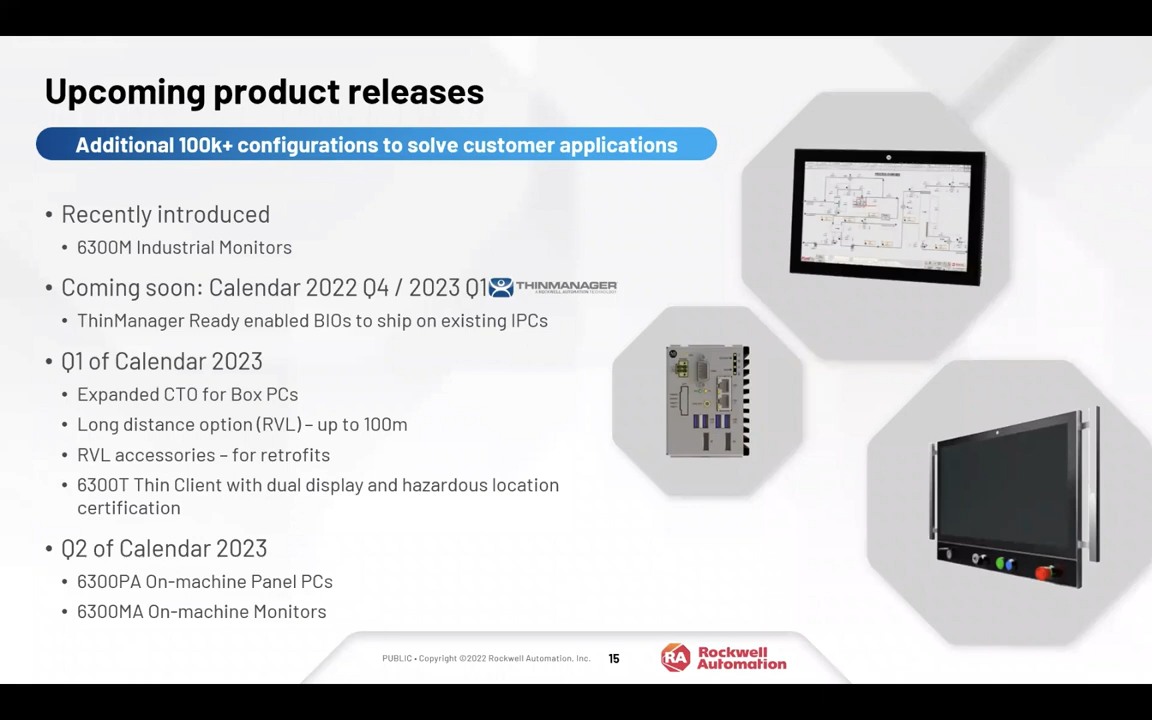 Upcoming product releases
Additional 100k+ configurations to solve customer applications
• Recently introduced
• 6300M Industrial Monitors
• Coming soon: Calendar 2022 Q4 / 2023 Q1 THINMANAGER
A ROCKWELL AUTOMATION TECHNOLOGY
• ThinManager Ready enabled BIOs to ship on existing IPCs
• Q1 of Calendar 2023
• Expanded CTO for Box PCs
• Long distance option (RVL) – up to 100m
• RVL accessories – for retrofits
• 6300T Thin Client with dual display and hazardous location
certification
• Q2 of Calendar 2023
• 6300PA On-machine Panel PCs
• 6300MA On-machine Monitors
PUBLIC • Copyright ©2022 Rockwell Automation, Inc. 15
RA Rockwell
Automation